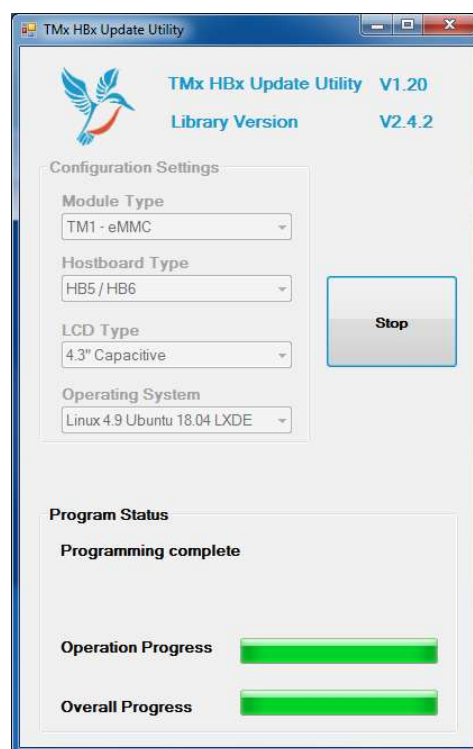 TMx HBx Update Utility
TMx HBx Update Utility V1.20
Library Version V2.4.2
Configuration Settings
Module Type
TM1 - eMMC
Hostboard Type
HB5 / HB6
Stop
LCD Type
4.3" Capacitive
Operating System
Linux 4.9 Ubuntu 18.04 LXDE
Program Status
Programming complete
Operation Progress
Overall Progress